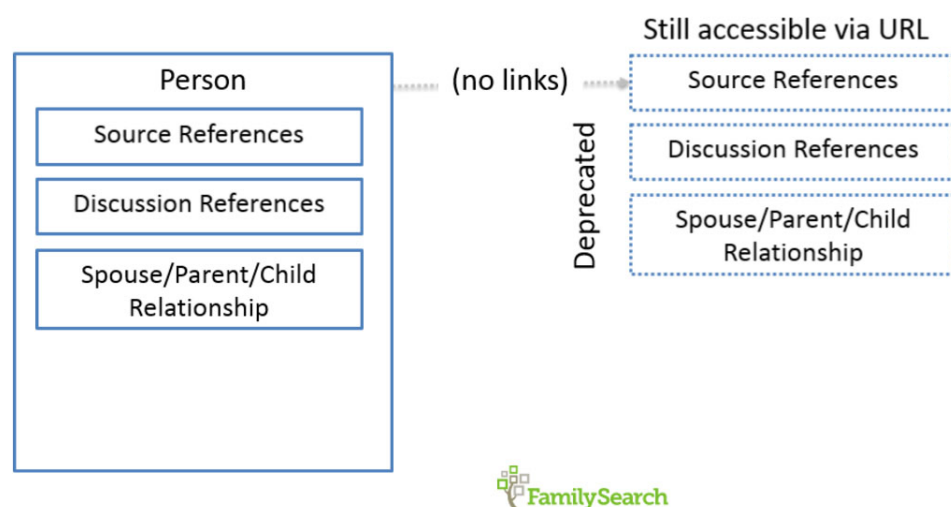 Person
Source References
Discussion References
Spouse/Parent/Child
Relationship
(no links)
Still accessible via URL
Deprecated
Source References
Discussion References
Spouse/Parent/Child
Relationship
FamilySearch